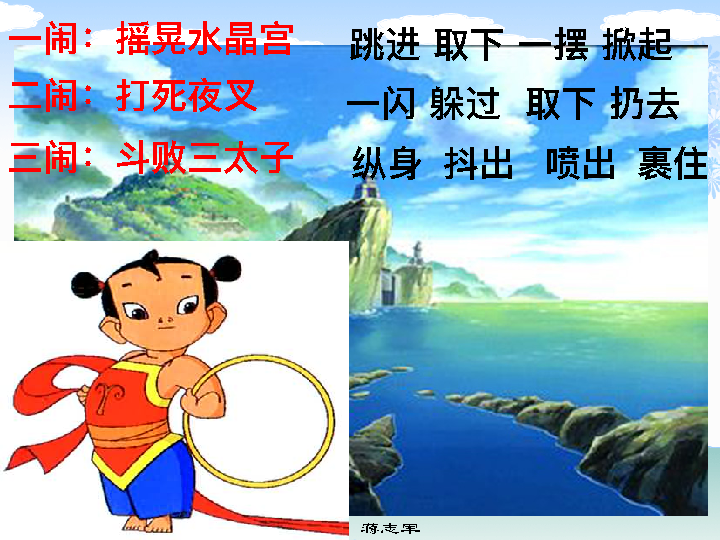 一闹：摇晃水晶宫 跳进 取下 一摆 掀起
二闹：打死夜叉 一闪 躲过 取下 扔去
三闹：斗败三太子 纵身 抖出 喷出 裹住
蒋志军